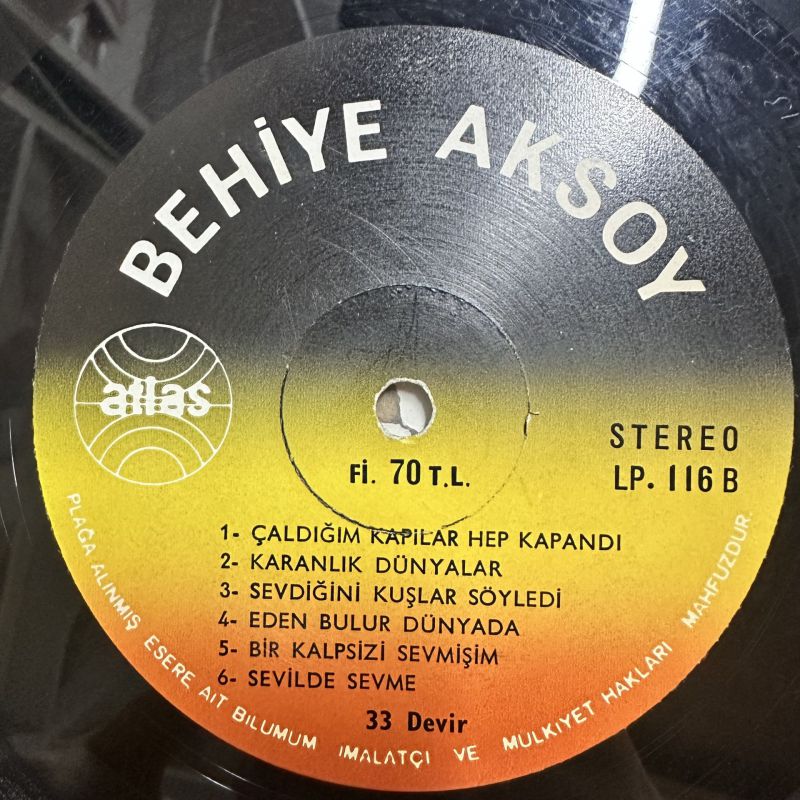 BEHİYE AKSOY
atlas
STEREO
LP. 116 B
Fİ. 70 T.L.
1- ÇALDIĞIM KAPILAR HEP KAPANDI
2- KARANLIK DÜNYALAR
3- SEVDİĞİNİ KUŞLAR SÖYLEDİ
4- EDEN BULUR DÜNYADA
5- BİR KALPSİZİ SEVMİŞİM
6- SEVİLDE SEVME
33 Devir
PLAĞA ALINMIŞ ESERE AİT BİLUMUM İMALATÇI VE MÜLKİYET HAKLARI MAHFUZDUR.